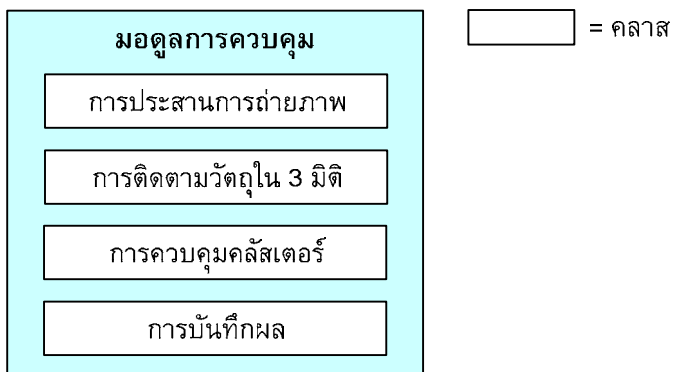 มอดูลการควบคุม
= คลาส
การประสานการถ่ายภาพ
การติดตามวัตถุใน 3 มิติ
การควบคุมคลัสเตอร์
การบันทึกผล